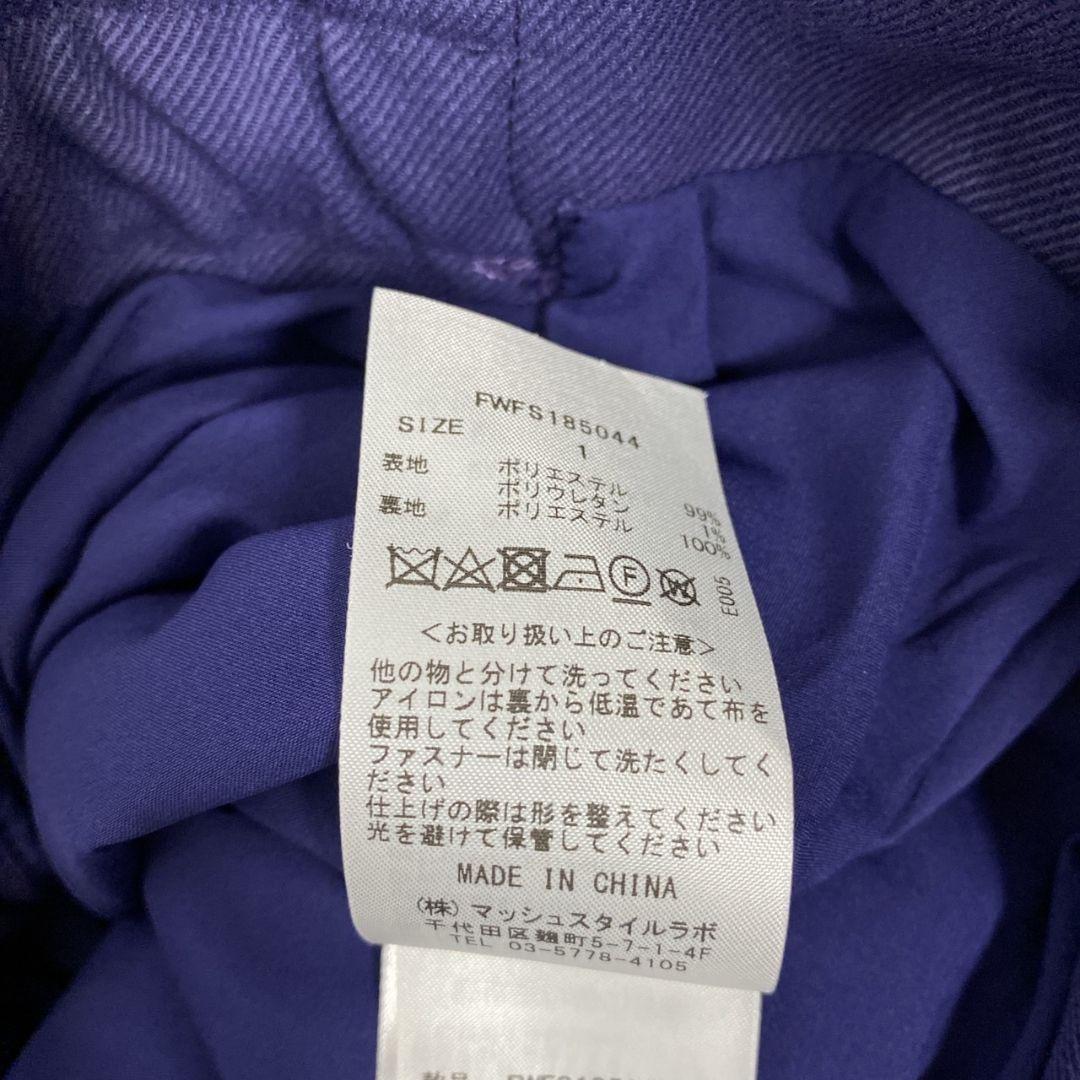 FWFS185044
SIZE 1
表地 ポリエステル 99%
ポリウレタン 1%
裏地 ポリエステル 100%
F W
E005
<お取り扱い上のご注意>
他の物と分けて洗ってください
アイロンは裏から低温であて布を
使用してください
ファスナーは閉じて洗たくしてく
ださい
仕上げの際は形を整えてください
光を避けて保管してください
MADE IN CHINA
(株)マッシュスタイルラボ
千代田区麹町5-7-1-4F
TEL 03-5778-4105